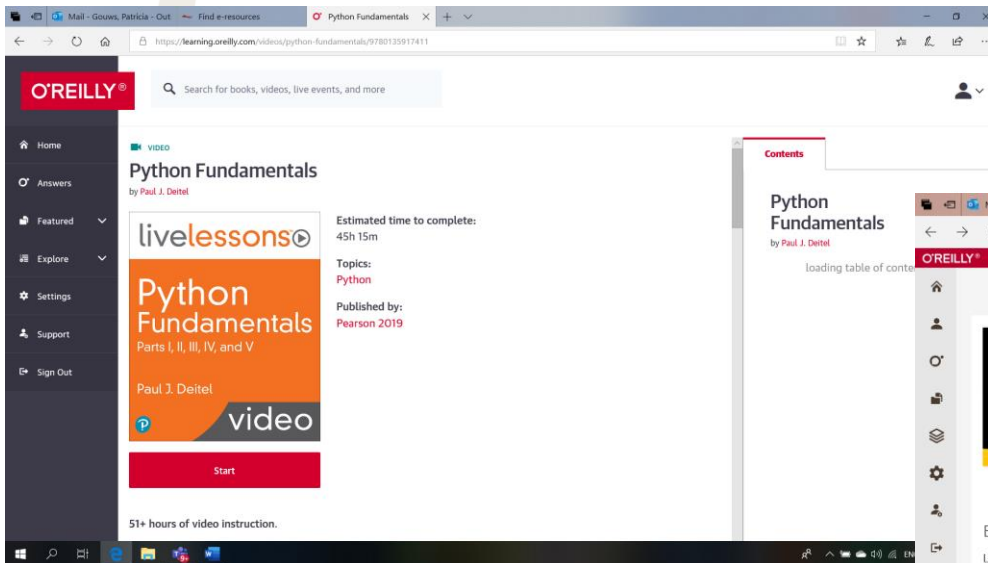 Mail - Gouws, Patricia - Out
Find e-resources
Python Fundamentals
https://learning.oreilly.com/videos/python-fundamentals/9780135917411
O'REILLY®
Search for books, videos, live events, and more
Home
Answers
Featured
Explore
Settings
Support
Sign Out
VIDEO
Python Fundamentals
by Paul J. Deitel
livelessons
Python
Fundamentals
Parts I, II, III, IV, and V
Paul J. Deitel
video
Start
Estimated time to complete:
45h 15m
Topics:
Python
Published by:
Pearson 2019
51+ hours of video instruction.
Contents
Python
Fundamentals
by Paul J. Deitel
loading table of conte
O'REILLY®